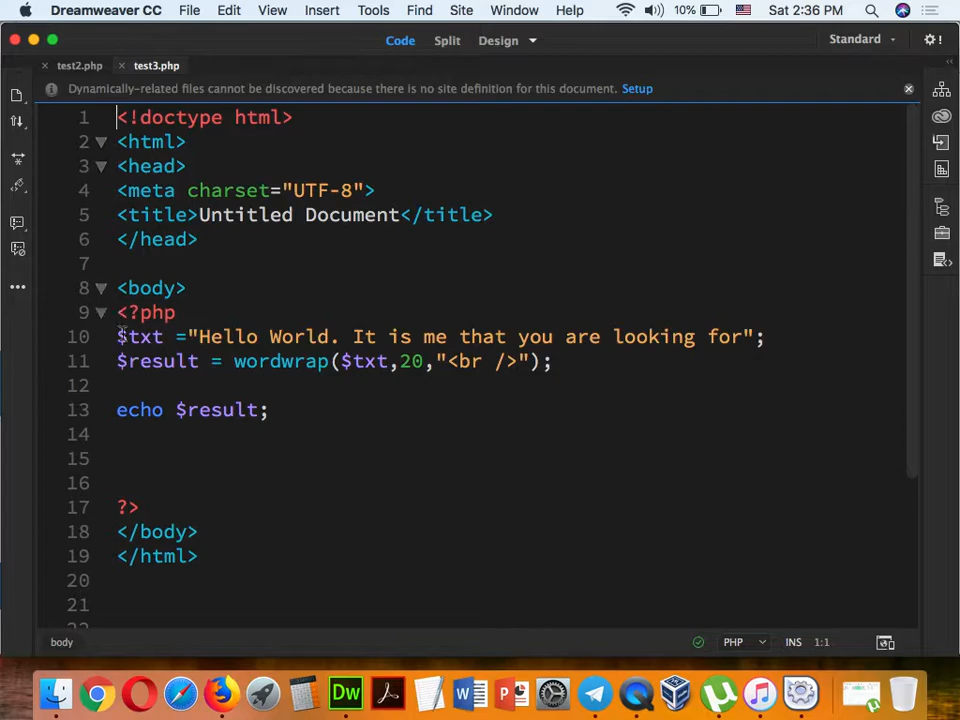 Dreamweaver CC File Edit View Insert Tools Find Site Window Help 10% Sat 2:36 PM
Code Split Design Standard
× test2.php × test3.php
Dynamically-related files cannot be discovered because there is no site definition for this document. Setup
1 <!doctype html>
2 <html>
3 <head>
4 <meta charset="UTF-8">
5 <title>Untitled Document</title>
6 </head>
7
8 <body>
9 <?php
10 $txt ="Hello World. It is me that you are looking for";
11 $result = wordwrap($txt,20,"<br />");
12
13 echo $result;
14
15
16
17 ?>
18 </body>
19 </html>
20
21
body PHP INS 1:1
Dw W P